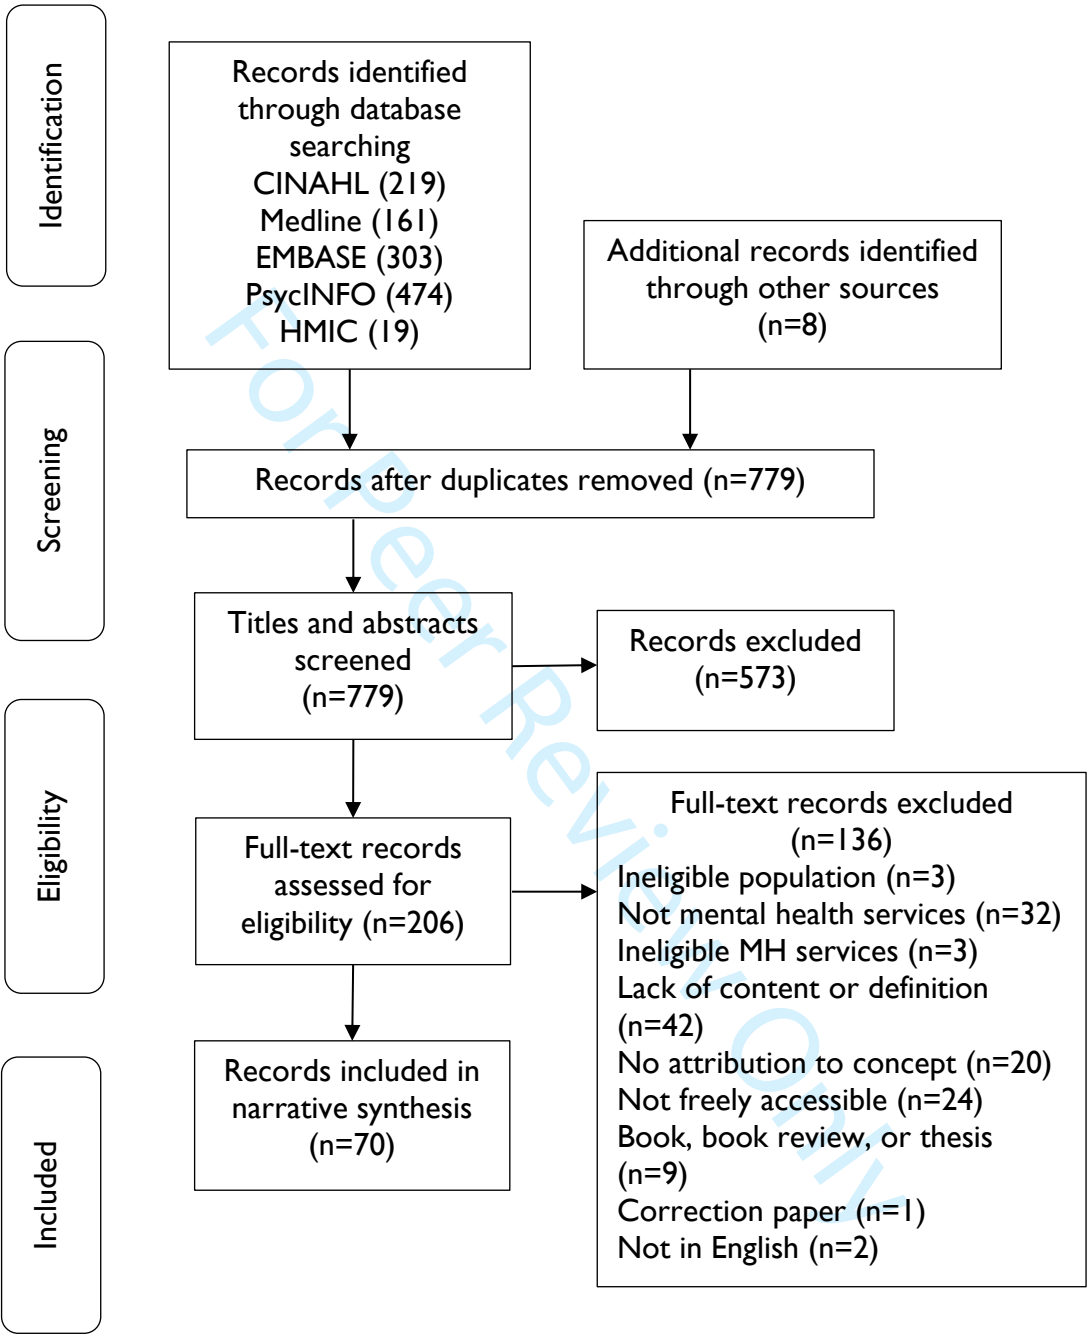 Identification
Records identified
through database
searching
CINAHL (219)
Medline (161)
EMBASE (303)
PsycINFO (474)
HMIC (19)
Additional records identified
through other sources
(n=8)
Screening
Records after duplicates removed (n=779)
Titles and abstracts
screened
(n=779)
Records excluded
(n=573)
Eligibility
Full-text records
assessed for
eligibility (n=206)
Full-text records excluded
(n=136)
Ineligible population (n=3)
Not mental health services (n=32)
Ineligible MH services (n=3)
Lack of content or definition
(n=42)
No attribution to concept (n=20)
Not freely accessible (n=24)
Book, book review, or thesis
(n=9)
Correction paper (n=1)
Not in English (n=2)
Included
Records included in
narrative synthesis
(n=70)
For Peer Review Only